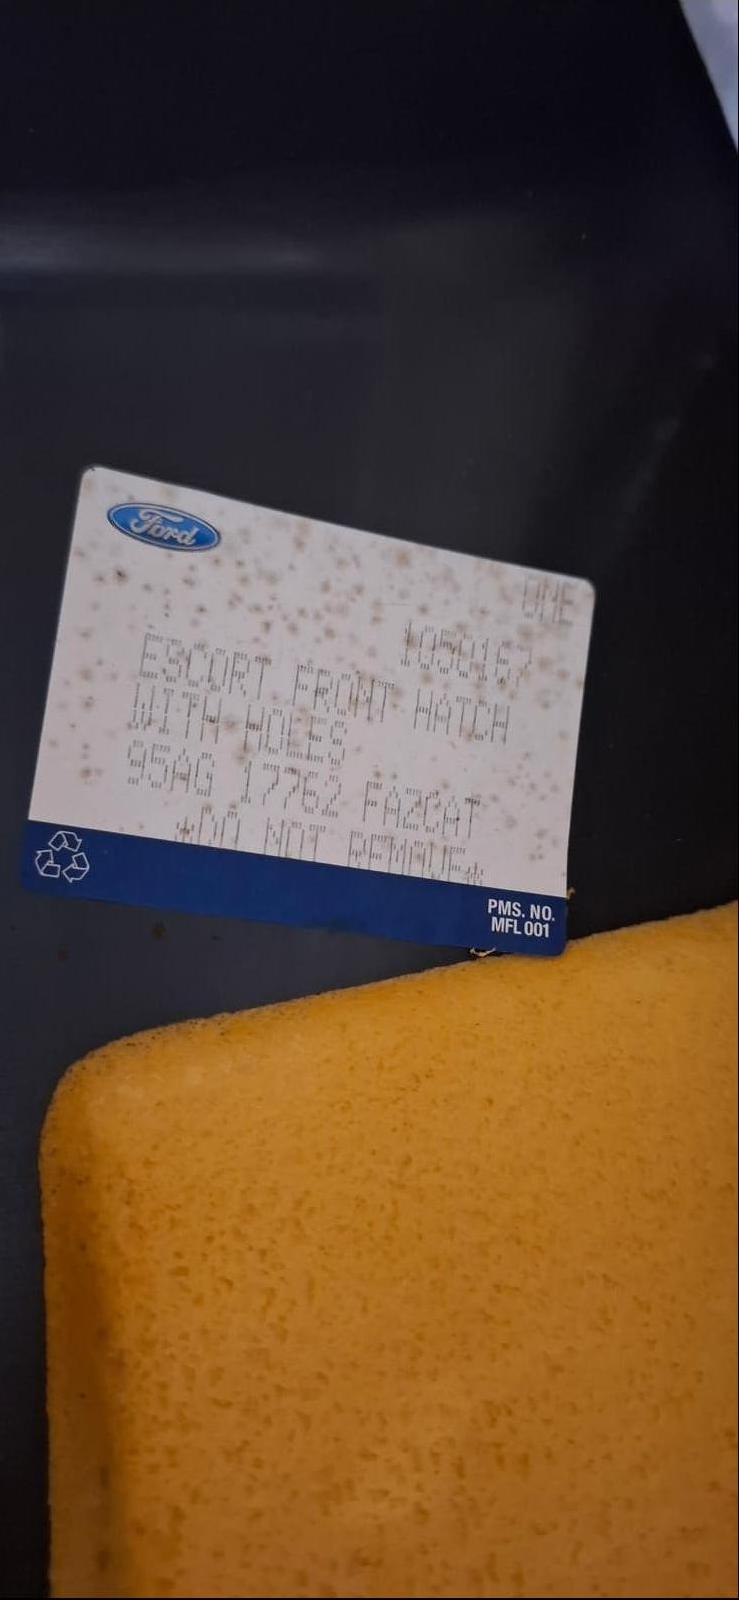 Ford
ONE
1050167
ESCORT FRONT HATCH
WITH HOLES
95AG 17762 FAZCAT
*DO NOT REMOVE*
PMS. NO.
MFL 001